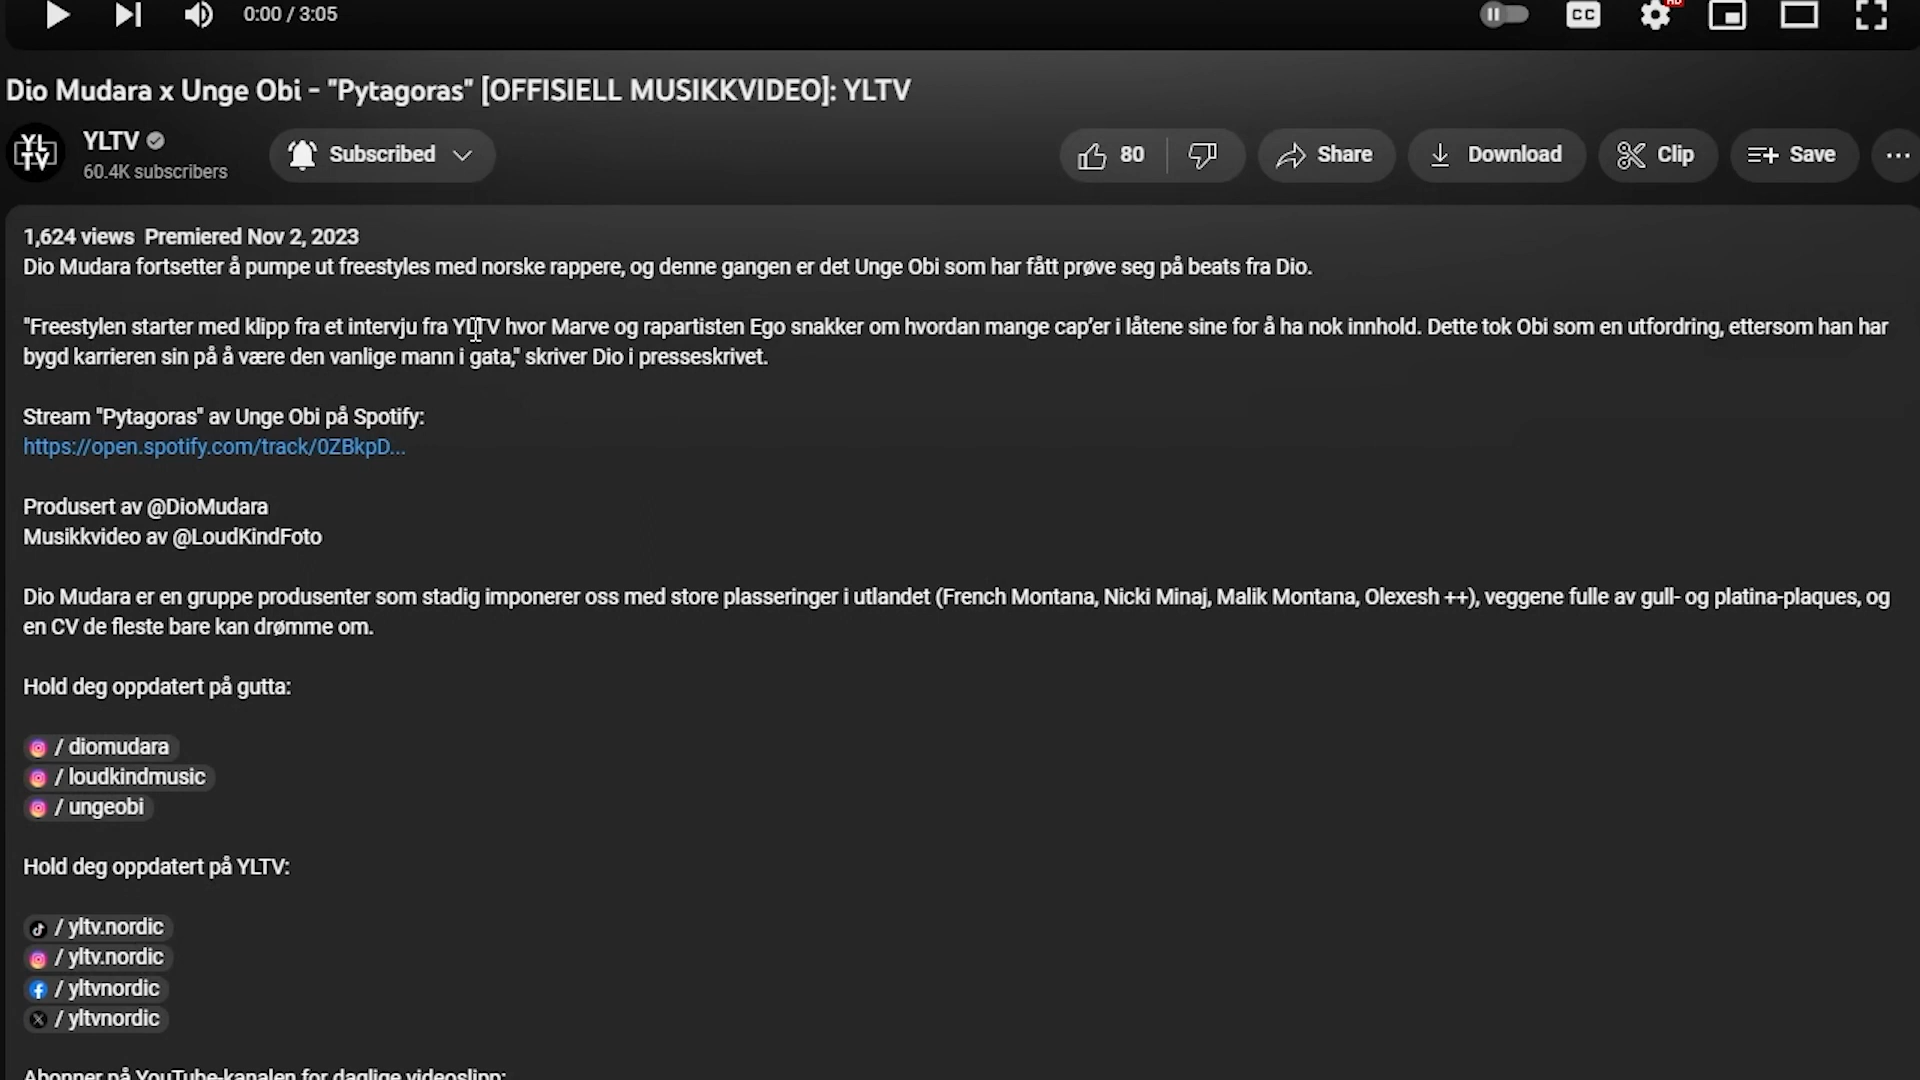 0:00 / 3:05
CC
HD
Dio Mudara x Unge Obi - "Pytagoras" [OFFISIELL MUSIKKVIDEO]: YLTV
YL
TV
YLTV
60.4K subscribers
Subscribed
80
Share
Download
Clip
Save
1,624 views Premiered Nov 2, 2023
Dio Mudara fortsetter å pumpe ut freestyles med norske rappere, og denne gangen er det Unge Obi som har fått prøve seg på beats fra Dio.
"Freestylen starter med klipp fra et intervju fra YLTV hvor Marve og rapartisten Ego snakker om hvordan mange cap'er i låtene sine for å ha nok innhold. Dette tok Obi som en utfordring, ettersom han har
bygd karrieren sin på å være den vanlige mann i gata," skriver Dio i presseskrivet.
Stream "Pytagoras" av Unge Obi på Spotify:
https://open.spotify.com/track/0ZBkpD...
Produsert av @DioMudara
Musikkvideo av @LoudKindFoto
Dio Mudara er en gruppe produsenter som stadig imponerer oss med store plasseringer i utlandet (French Montana, Nicki Minaj, Malik Montana, Olexesh ++), veggene fulle av gull- og platina-plaques, og
en CV de fleste bare kan drømme om.
Hold deg oppdatert på gutta:
/ diomudara
/ loudkindmusic
/ ungeobi
Hold deg oppdatert på YLTV:
/ yltv.nordic
/ yltv.nordic
/ yltvnordic
/ yltvnordic
Abonner på YouTube-kanalen for daglige videoslipp: